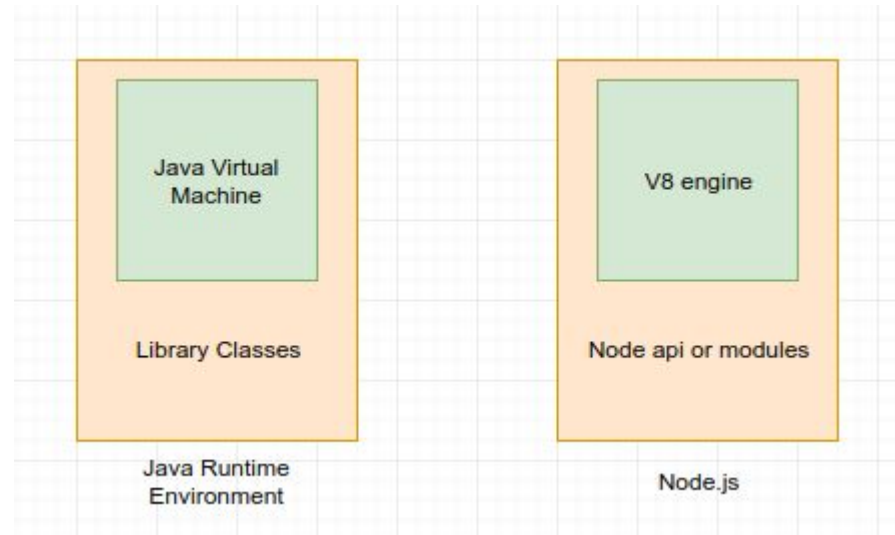 Java Virtual
Machine
Library Classes
Java Runtime
Environment
V8 engine
Node api or modules
Node.js